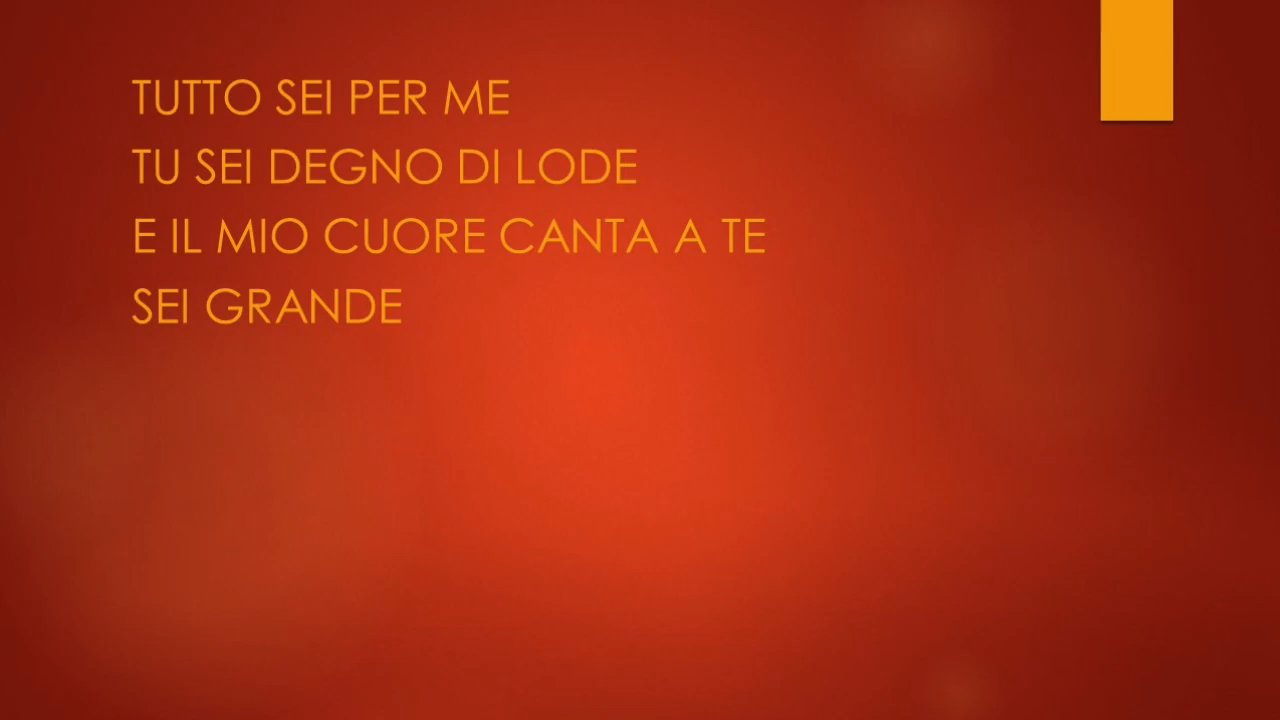 TUTTO SEI PER ME
TU SEI DEGNO DI LODE
E IL MIO CUORE CANTA A TE
SEI GRANDE